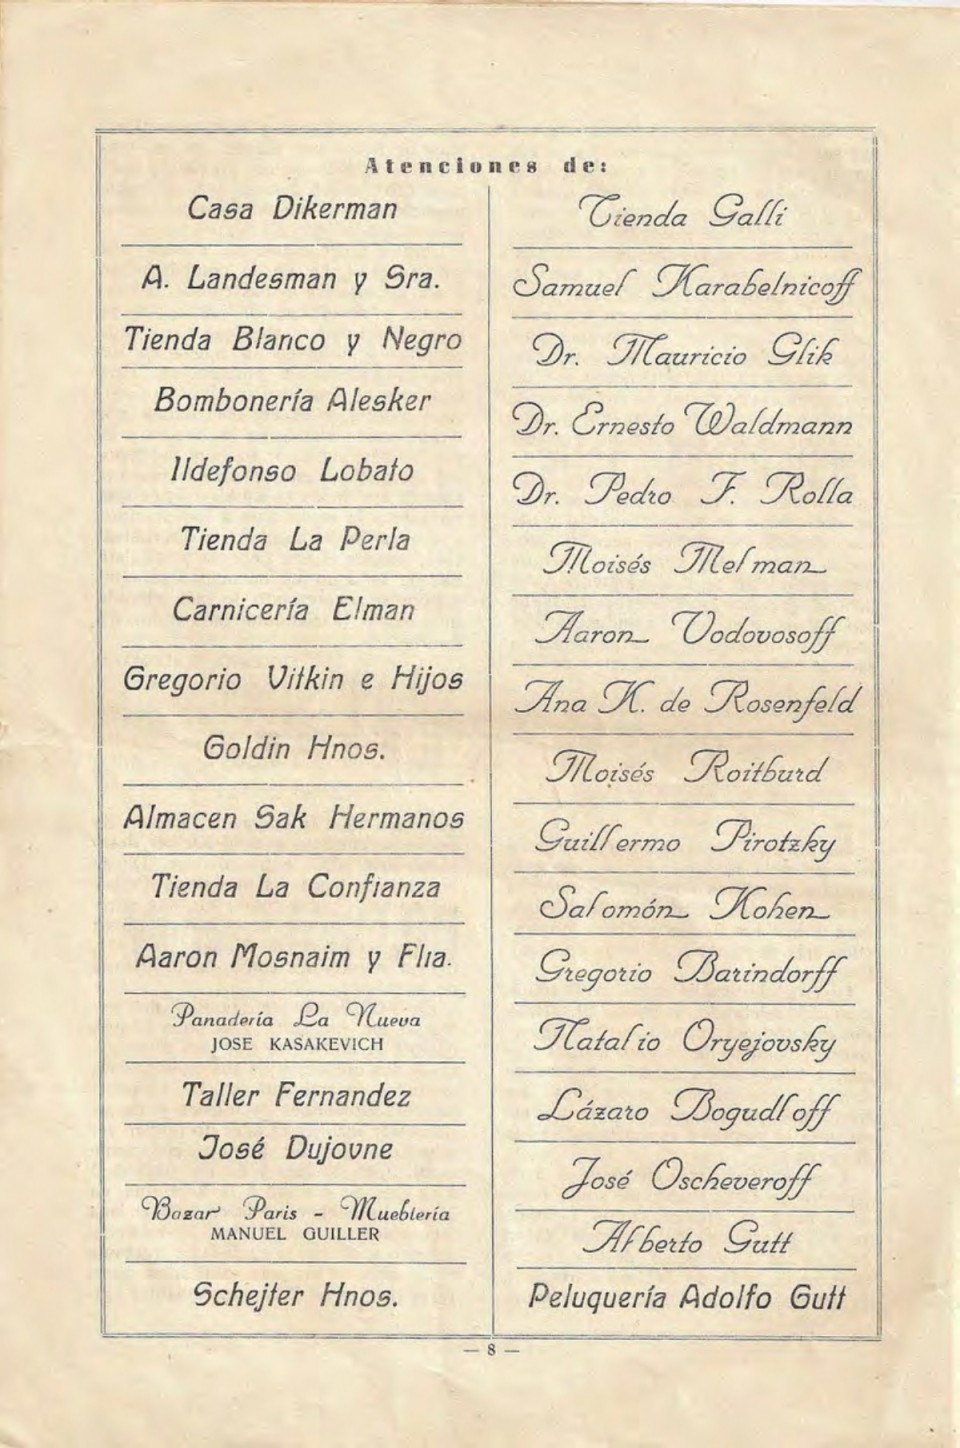 Atenciones de:
Casa Dikerman
A. Landesman y Sra.
Tienda Blanco y Negro
Bombonería Alesker
Ildefonso Lobato
Tienda La Perla
Carnicería Elman
Gregorio Vitkin e Hijos
Goldin Hnos.
Almacen Sak Hermanos
Tienda La Confianza
Aaron Mosnaim y Flia.
Panadería La Nueva
JOSE KASAKEVICH
Taller Fernandez
José Dujovne
Bazar Paris - Mueblería
MANUEL GUILLER
Schejter Hnos.
Tienda Galli
Samuel Karabelnicoff
Dr. Mauricio Glik
Dr. Ernesto Waldmann
Dr. Pedro F. Rolla
Moisés Melman
Aaron Vodovosoff
Ana K. de Rosenfeld
Moisés Roitburd
Guillermo Pirotzky
Salomón Kohen
Gregorio Barindorff
Natalio Oryejovsky
Lázaro Bogudloff
José Oscheveroff
Alberto Gutt
Peluquería Adolfo Gutt
— 8 —